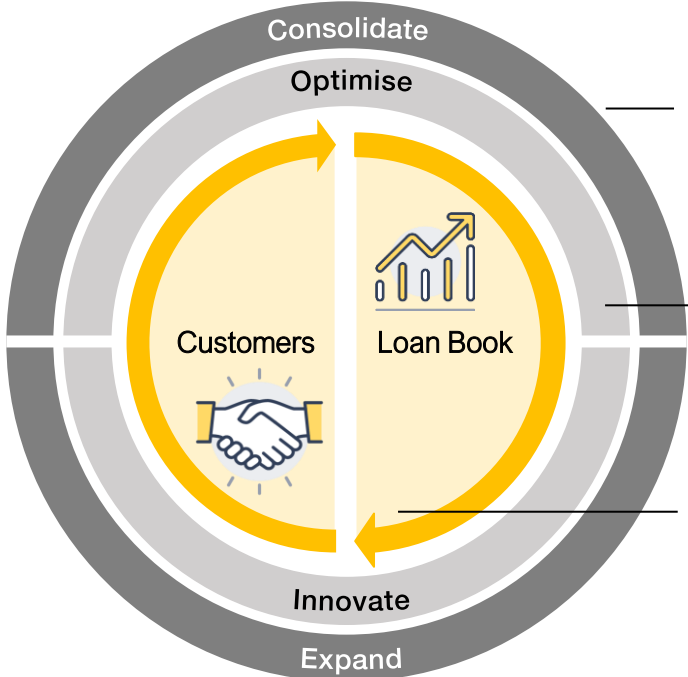 Consolidate
Optimise
Customers
Loan Book
Innovate
Expand